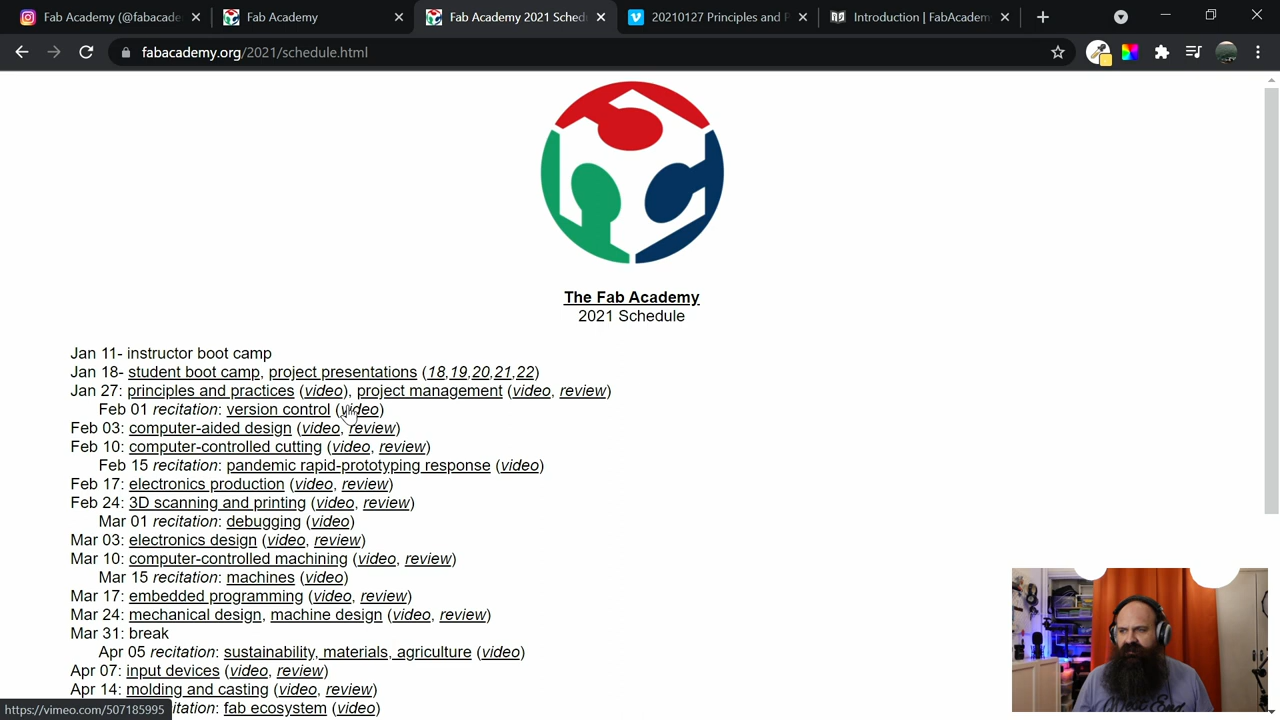 Fab Academy (@fabacade
Fab Academy
Fab Academy 2021 Schedu
20210127 Principles and P
Introduction | FabAcadem
fabacademy.org/2021/schedule.html
The Fab Academy
2021 Schedule
Jan 11- instructor boot camp
Jan 18- student boot camp, project presentations (18,19,20,21,22)
Jan 27: principles and practices (video), project management (video, review)
Feb 01 recitation: version control (video)
Feb 03: computer-aided design (video, review)
Feb 10: computer-controlled cutting (video, review)
Feb 15 recitation: pandemic rapid-prototyping response (video)
Feb 17: electronics production (video, review)
Feb 24: 3D scanning and printing (video, review)
Mar 01 recitation: debugging (video)
Mar 03: electronics design (video, review)
Mar 10: computer-controlled machining (video, review)
Mar 15 recitation: machines (video)
Mar 17: embedded programming (video, review)
Mar 24: mechanical design, machine design (video, review)
Mar 31: break
Apr 05 recitation: sustainability, materials, agriculture (video)
Apr 07: input devices (video, review)
Apr 14: molding and casting (video, review)
https://vimeo.com/507185995 itation: fab ecosystem (video)